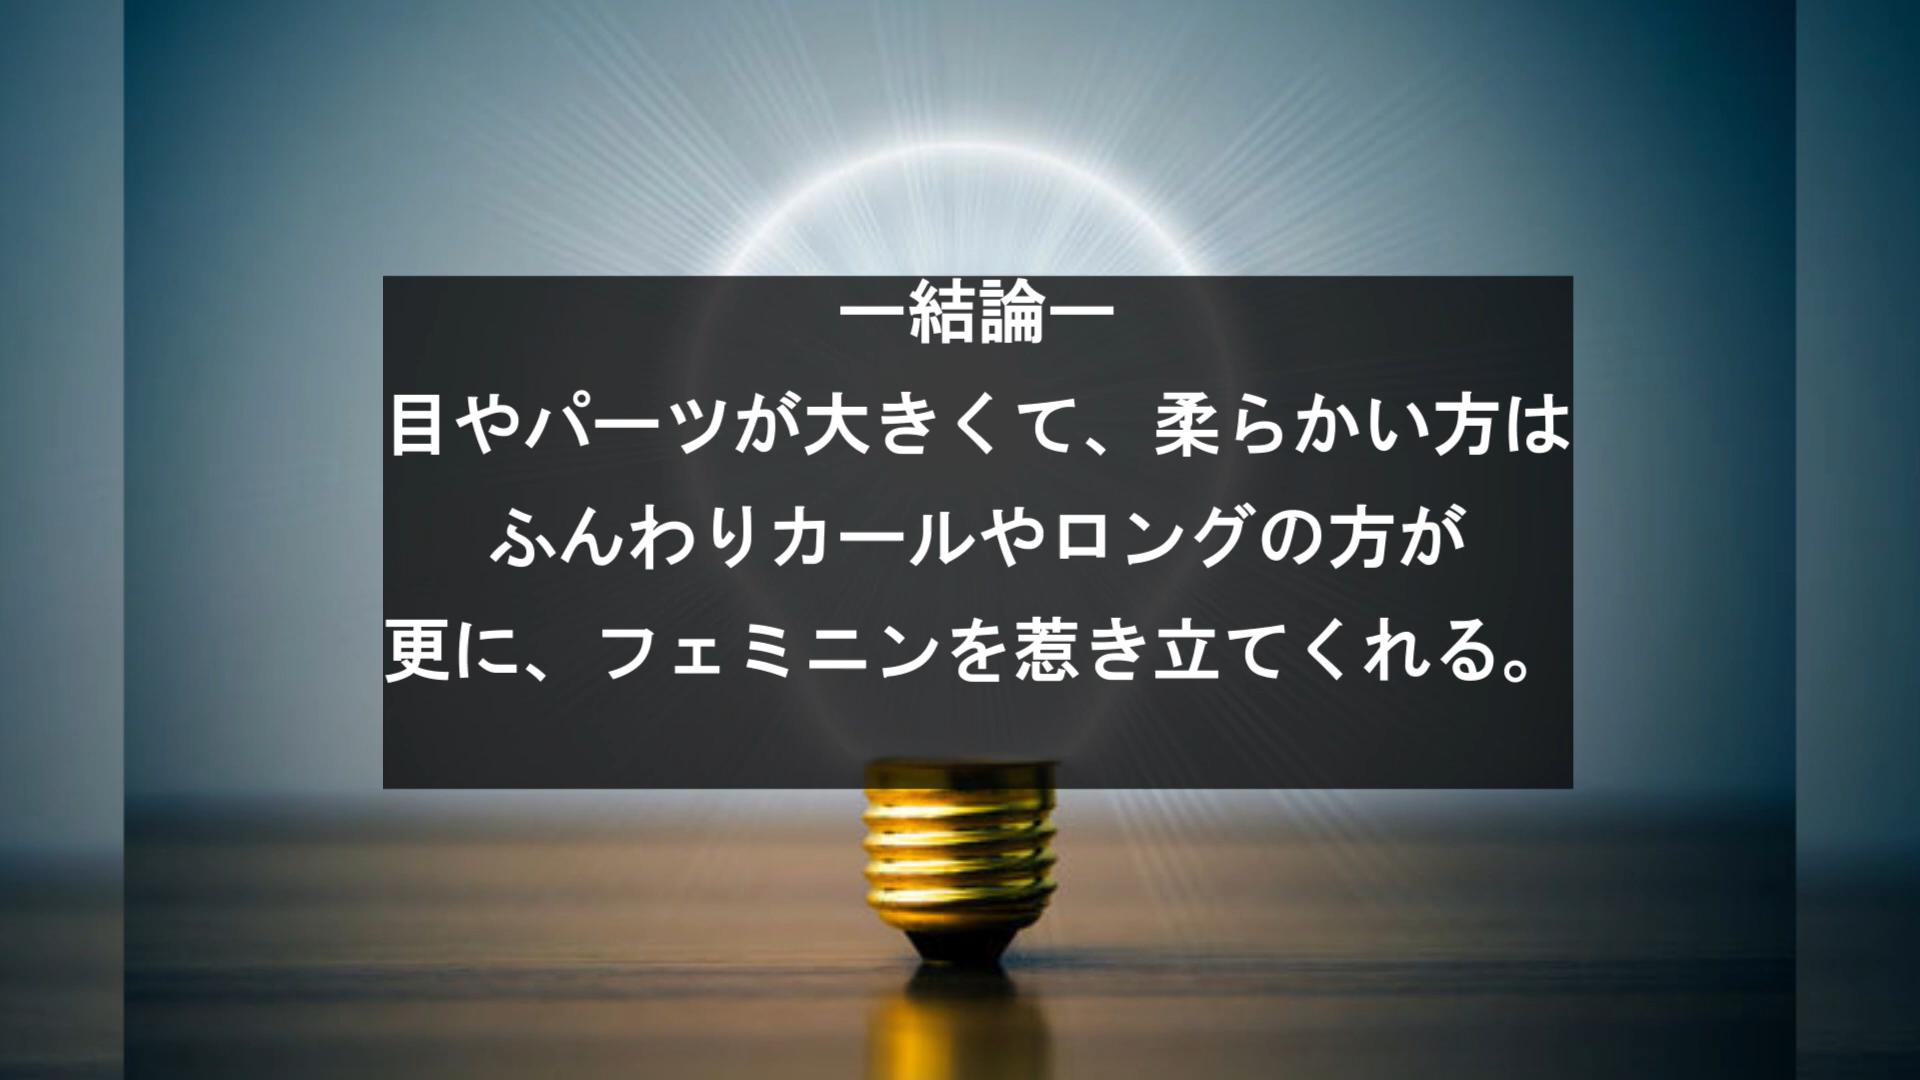 ―結論―
目やパーツが大きくて、柔らかい方は
ふんわりカールやロングの方が
更に、フェミニンを惹き立てくれる。